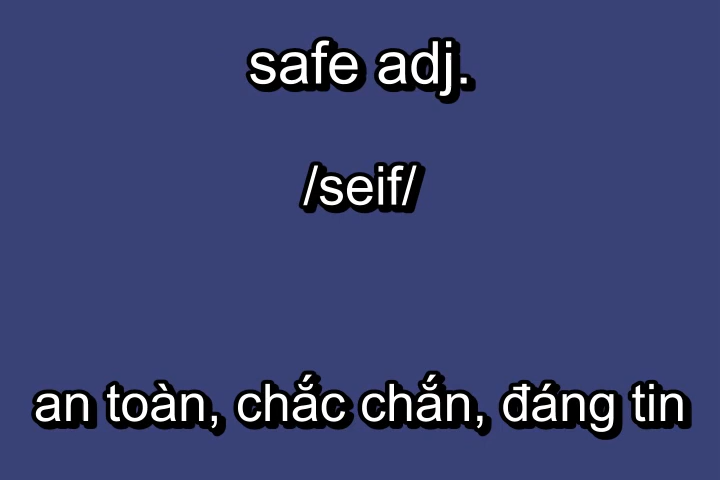 safe adj.
/seif/
an toàn, chắc chắn, đáng tin